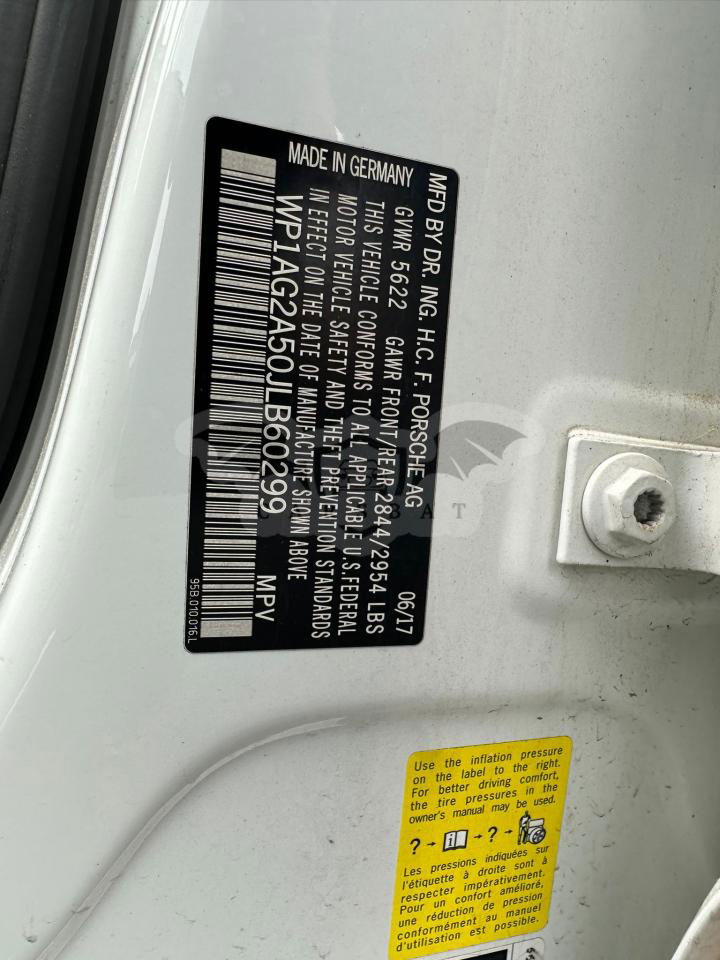 MFD BY DR. ING. H.C. F. PORSCHE AG
06/17
GVWR 5622 GAWR FRONT/REAR 2844/2954 LBS
THIS VEHICLE CONFORMS TO ALL APPLICABLE U.S.FEDERAL
MOTOR VEHICLE SAFETY AND THEFT PREVENTION STANDARDS
IN EFFECT ON THE DATE OF MANUFACTURE SHOWN ABOVE
MADE IN GERMANY
WP1AG2A50JLB60299
MPV
95B.010.016.L
Use the inflation pressure
on the label to the right.
For better driving comfort,
the tire pressures in the
owner's manual may be used.
? → i → ? →
Les pressions indiquées sur
l'étiquette à droite sont à
respecter impérativement.
Pour un confort amélioré,
une réduction de pression
conformément au manuel
d'utilisation est possible.